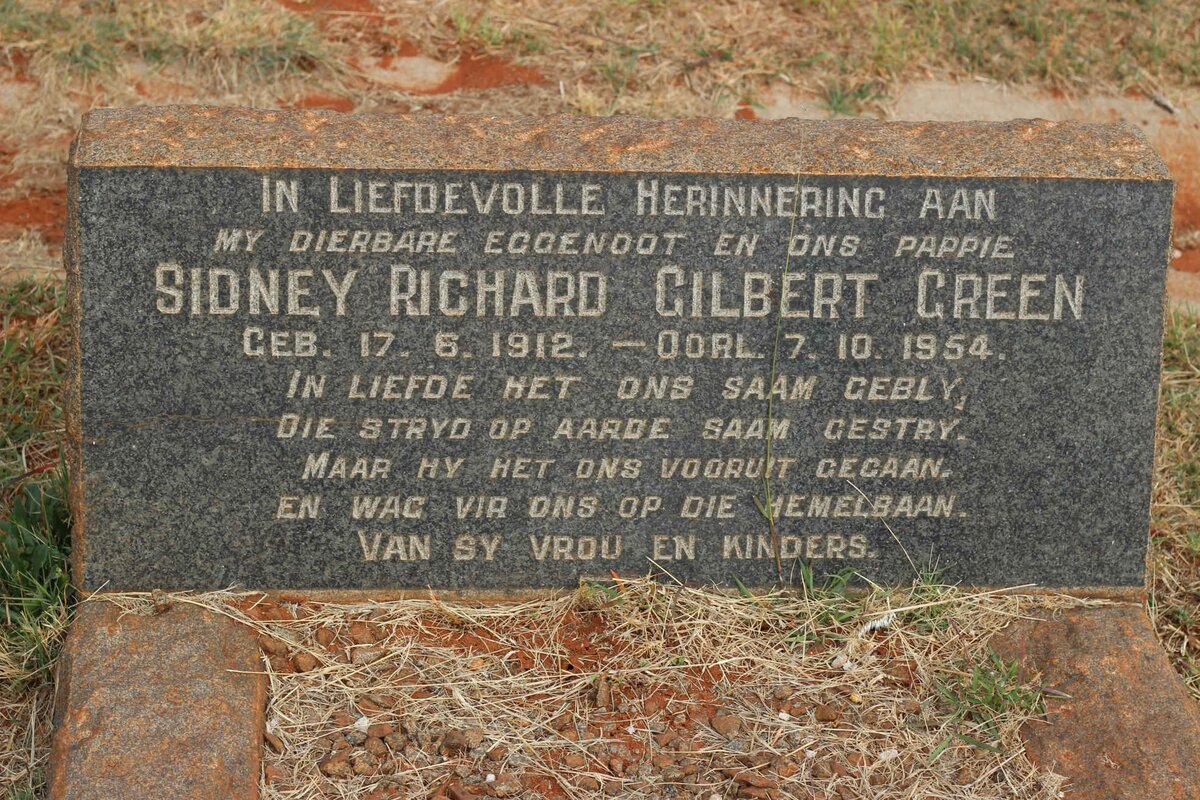 IN LIEFDEVOLLE HERINNERING AAN
MY DIERBARE EGGENOOT EN ONS PAPPIE
SIDNEY RICHARD GILBERT GREEN
GEB. 17. 6. 1912. — OORL. 7. 10. 1954.
IN LIEFDE HET ONS SAAM GEBLY;
DIE STRYD OP AARDE SAAM GESTRY.
MAAR HY HET ONS VOORUIT GEGAAN.
EN WAG VIR ONS OP DIE HEMELBAAN.
VAN SY VROU EN KINDERS.